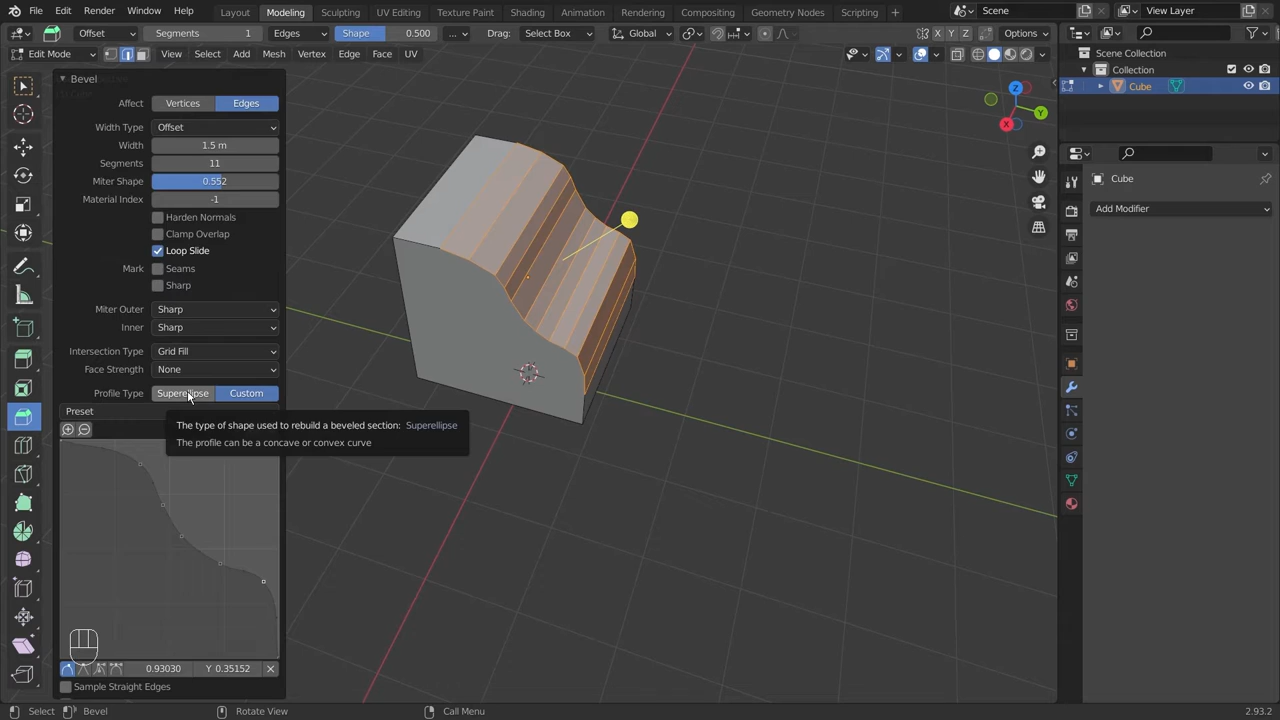 File Edit Render Window Help Layout Modeling Sculpting UV Editing Texture Paint Shading Animation Rendering Compositing Geometry Nodes Scripting + Scene View Layer
Offset Segments 1 Edges Shape 0.500 ... Drag: Select Box Global X Y Z Options
Edit Mode View Select Add Mesh Vertex Edge Face UV
Scene Collection
Collection
Cube
Bevel
Affect Vertices Edges
Width Type Offset
Width 1.5 m
Segments 11
Miter Shape 0.552
Material Index -1
Harden Normals
Clamp Overlap
Loop Slide
Mark Seams
Sharp
Miter Outer Sharp
Inner Sharp
Intersection Type Grid Fill
Face Strength None
Profile Type Superellipse Custom
Preset
The type of shape used to rebuild a beveled section: Superellipse
The profile can be a concave or convex curve
0.93030 Y 0.35152
Sample Straight Edges
Z
Y
X
Cube
Add Modifier
Select Bevel Rotate View Call Menu 2.93.2